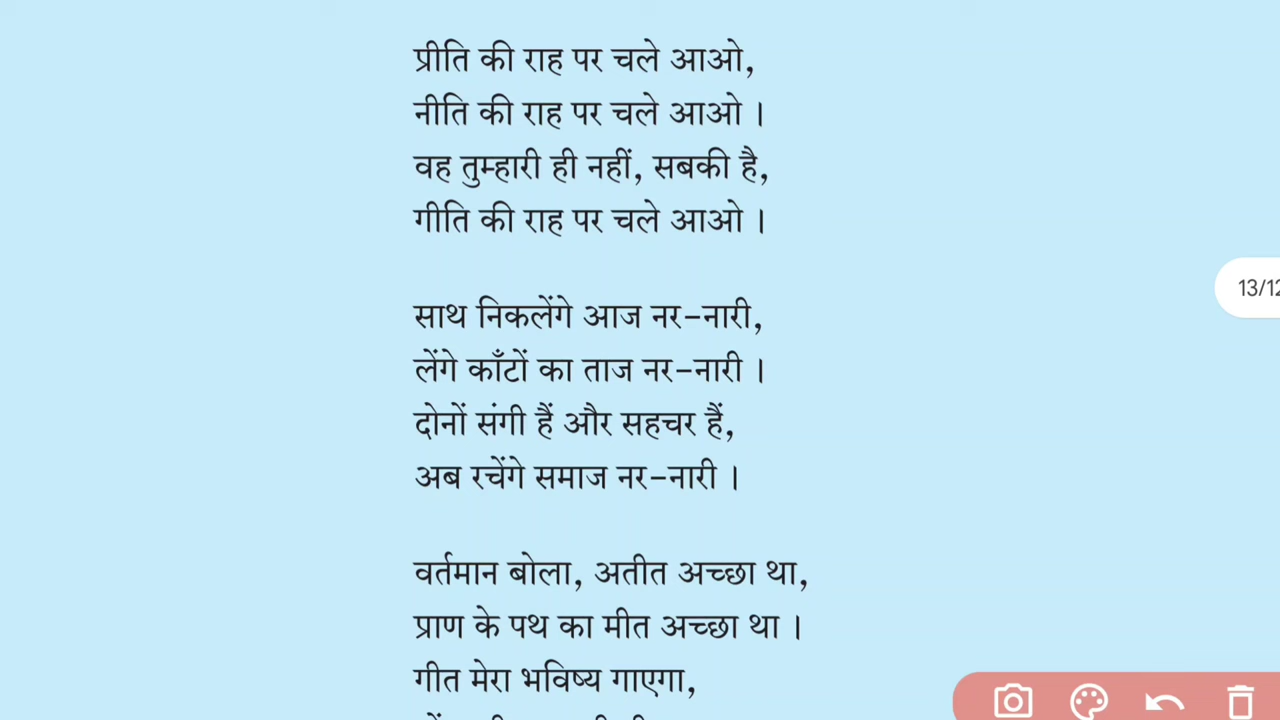 प्रीति की राह पर चले आओ,
नीति की राह पर चले आओ ।
वह तुम्हारी ही नहीं, सबकी है,
गीति की राह पर चले आओ ।
साथ निकलेंगे आज नर-नारी,
लेंगे काँटों का ताज नर-नारी ।
दोनों संगी हैं और सहचर हैं,
अब रचेंगे समाज नर-नारी ।
वर्तमान बोला, अतीत अच्छा था,
प्राण के पथ का मीत अच्छा था ।
गीत मेरा भविष्य गाएगा,
13/12